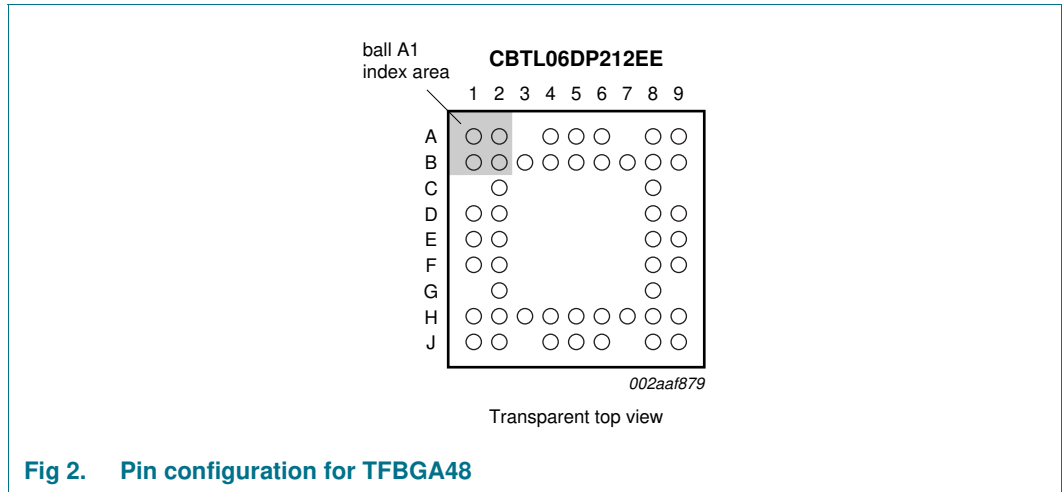 ball A1
index area
CBTL06DP212EE
1 2 3 4 5 6 7 8 9
A
B
C
D
E
F
G
H
J
002aaf879
Transparent top view
Fig 2. Pin configuration for TFBGA48